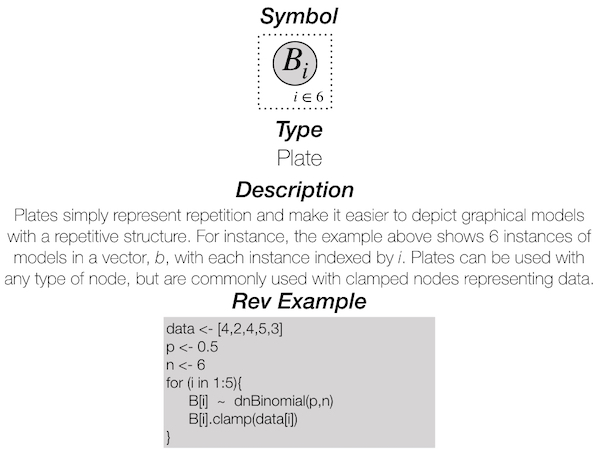 Symbol
Bi
i ∈ 6
Type
Plate
Description
Plates simply represent repetition and make it easier to depict graphical models
with a repetitive structure. For instance, the example above shows 6 instances of
models in a vector, b, with each instance indexed by i. Plates can be used with
any type of node, but are commonly used with clamped nodes representing data.
Rev Example
data <- [4,2,4,5,3]
p <- 0.5
n <- 6
for (i in 1:5){
B[i] ~ dnBinomial(p,n)
B[i].clamp(data[i])
}